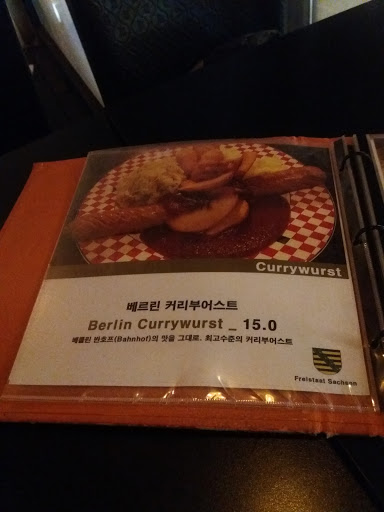 Currywurst
베르린 커리부어스트
Berlin Currywurst _ 15.0
베를린 반호프(Bahnhof)의 맛을 그대로. 최고수준의 커리부어스트
Freistaat Sachsen